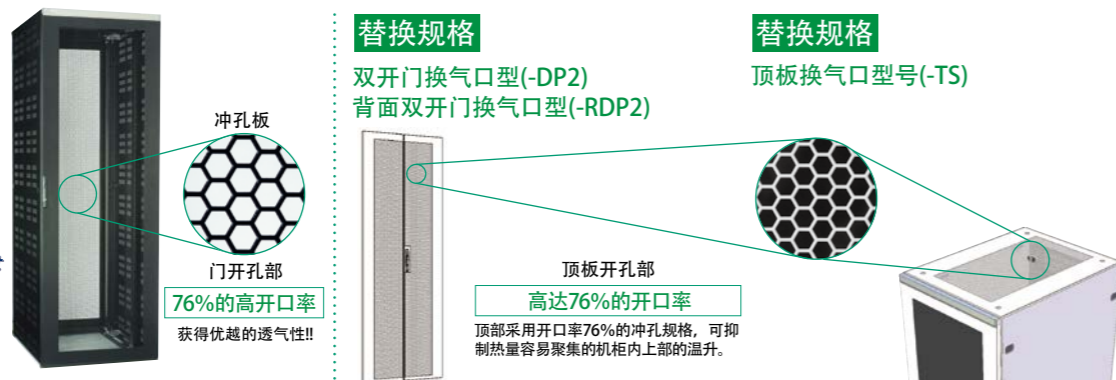 冲孔板
门开孔部
76%的高开口率
获得优越的透气性!!
替换规格
双开门换气口型(-DP2)
背面双开门换气口型(-RDP2)
替换规格
顶板换气口型号(-TS)
顶板开孔部
高达76%的开口率
顶部采用开口率76%的冲孔规格，可抑
制热量容易聚集的机柜内上部的温升。